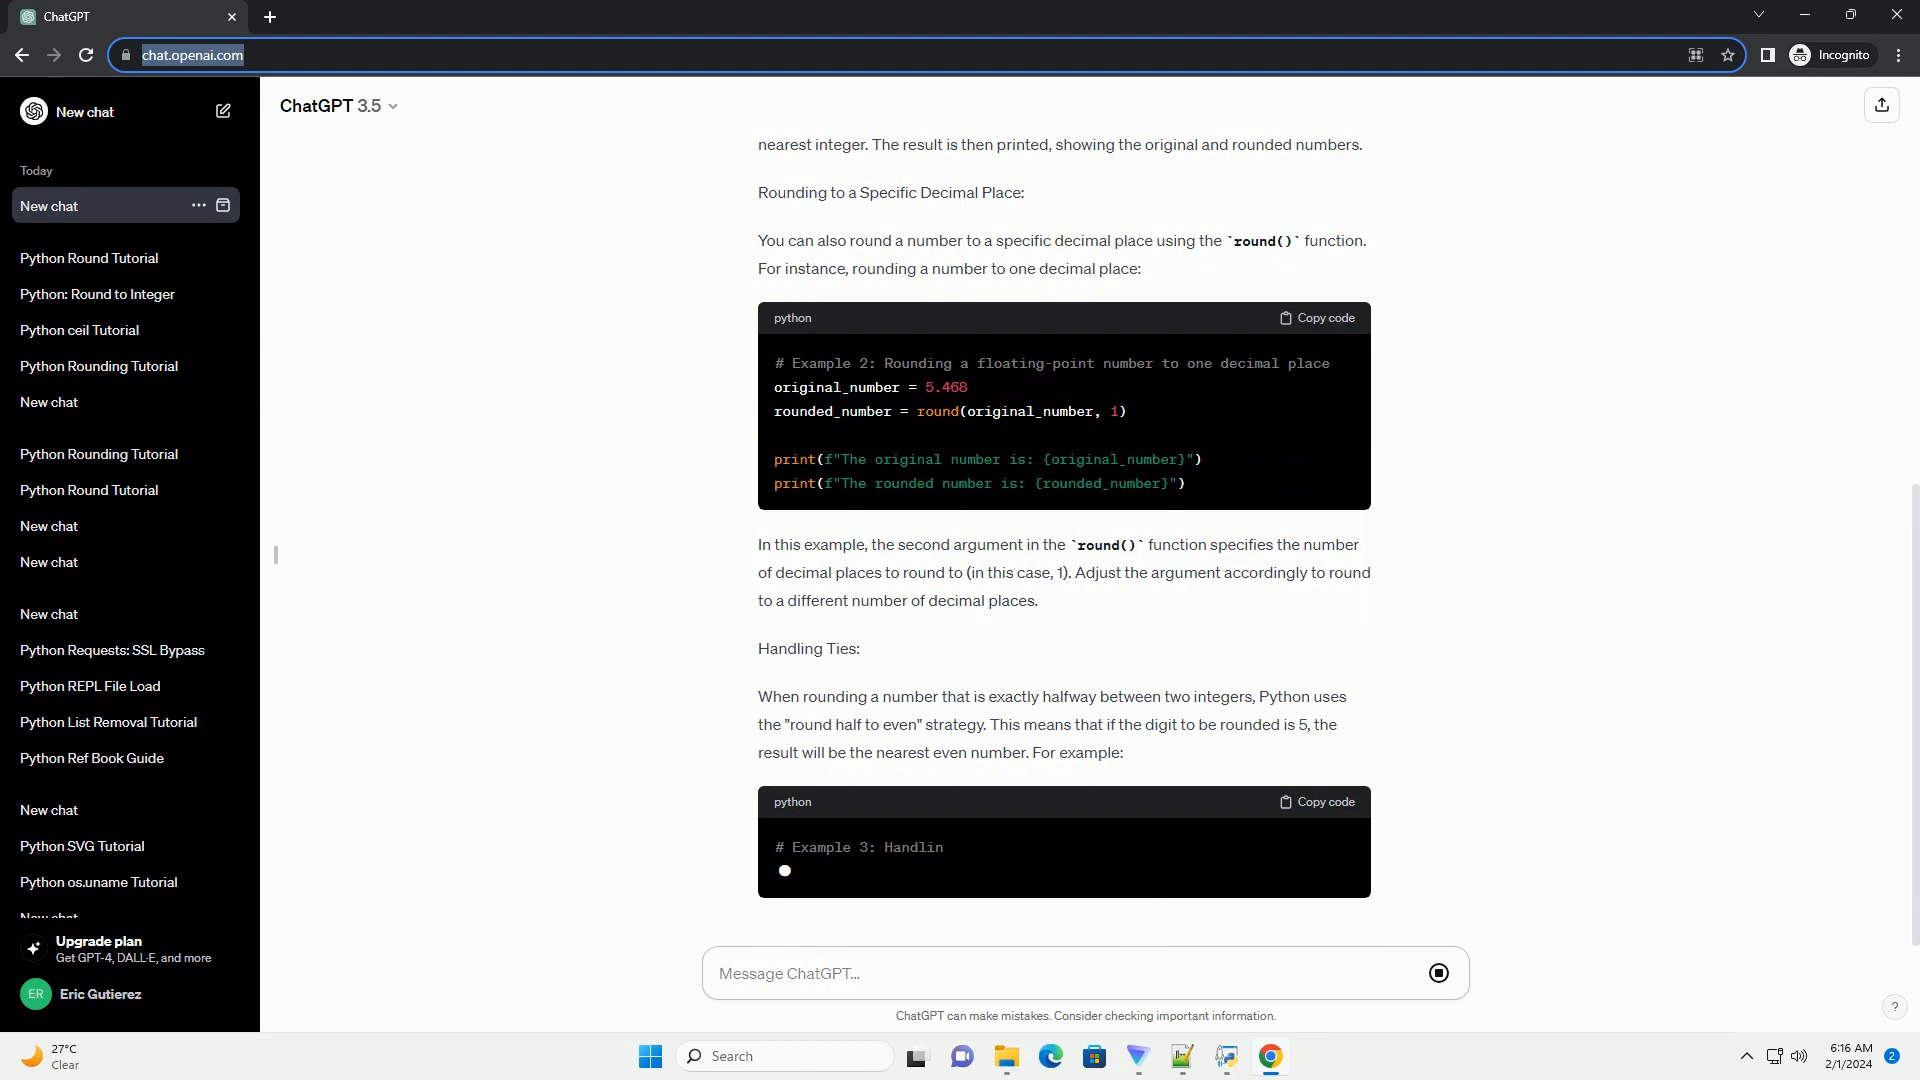 ChatGPT
chat.openai.com
Incognito
New chat
Today
New chat
Python Round Tutorial
Python: Round to Integer
Python ceil Tutorial
Python Rounding Tutorial
New chat
Python Rounding Tutorial
Python Round Tutorial
New chat
New chat
New chat
Python Requests: SSL Bypass
Python REPL File Load
Python List Removal Tutorial
Python Ref Book Guide
New chat
Python SVG Tutorial
Python os.uname Tutorial
New chat
Upgrade plan
Get GPT-4, DALL·E, and more
ER
Eric Gutierez
ChatGPT 3.5
nearest integer. The result is then printed, showing the original and rounded numbers.
Rounding to a Specific Decimal Place:
You can also round a number to a specific decimal place using the `round()` function.
For instance, rounding a number to one decimal place:
python Copy code
# Example 2: Rounding a floating-point number to one decimal place
original_number = 5.468
rounded_number = round(original_number, 1)
print(f"The original number is: {original_number}")
print(f"The rounded number is: {rounded_number}")
In this example, the second argument in the `round()` function specifies the number
of decimal places to round to (in this case, 1). Adjust the argument accordingly to round
to a different number of decimal places.
Handling Ties:
When rounding a number that is exactly halfway between two integers, Python uses
the "round half to even" strategy. This means that if the digit to be rounded is 5, the
result will be the nearest even number. For example:
python Copy code
# Example 3: Handlin
Message ChatGPT...
ChatGPT can make mistakes. Consider checking important information.
?
27°C
Clear
Search
6:16 AM
2/1/2024
2